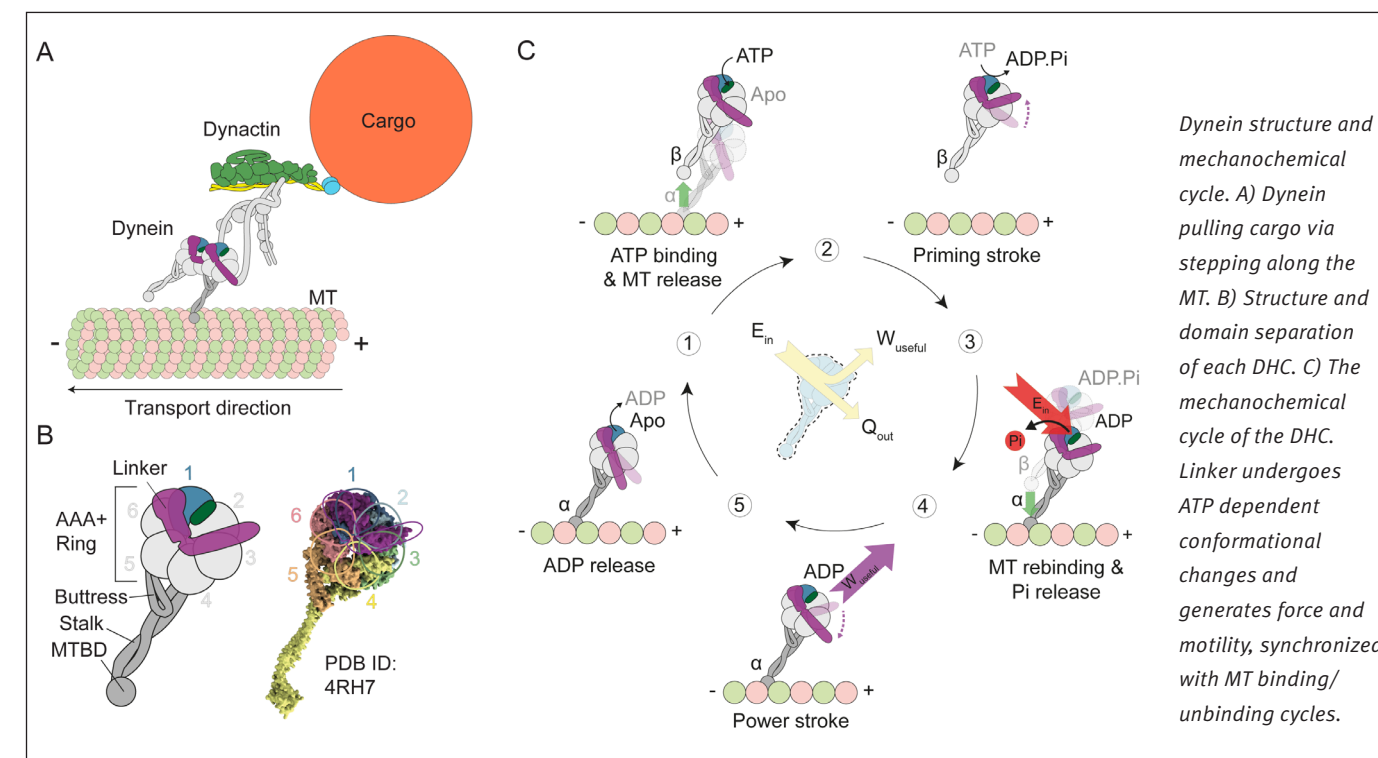 A
Dynactin
Cargo
Dynein
MT
-
+
Transport direction
B
Linker
1
2
3
4
5
6
AAA+
Ring
Buttress
Stalk
MTBD
1
2
3
4
5
6
PDB ID:
4RH7
C
ATP
Apo
β
α
-
+
ATP binding
& MT release
ATP
ADP.Pi
β
-
+
Priming stroke
1
2
3
4
5
E in
W useful
Q out
ADP.Pi
E in
ADP
Pi
β
α
-
+
MT rebinding &
Pi release
ADP
W useful
α
-
+
Power stroke
ADP
Apo
α
-
+
ADP release
Dynein structure and
mechanochemical
cycle. A) Dynein
pulling cargo via
stepping along the
MT. B) Structure and
domain separation
of each DHC. C) The
mechanochemical
cycle of the DHC.
Linker undergoes
ATP dependent
conformational
changes and
generates force and
motility, synchronized
with MT binding/
unbinding cycles.